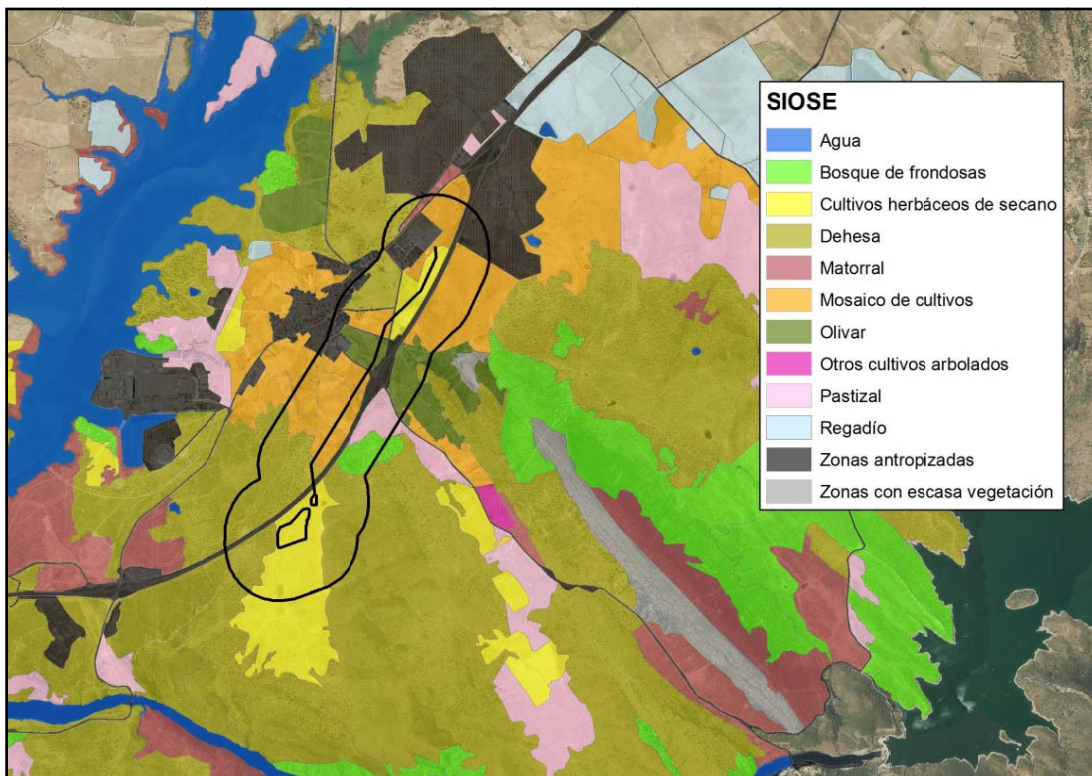 SIOSE
Agua
Bosque de frondosas
Cultivos herbáceos de secano
Dehesa
Matorral
Mosaico de cultivos
Olivar
Otros cultivos arbolados
Pastizal
Regadío
Zonas antropizadas
Zonas con escasa vegetación